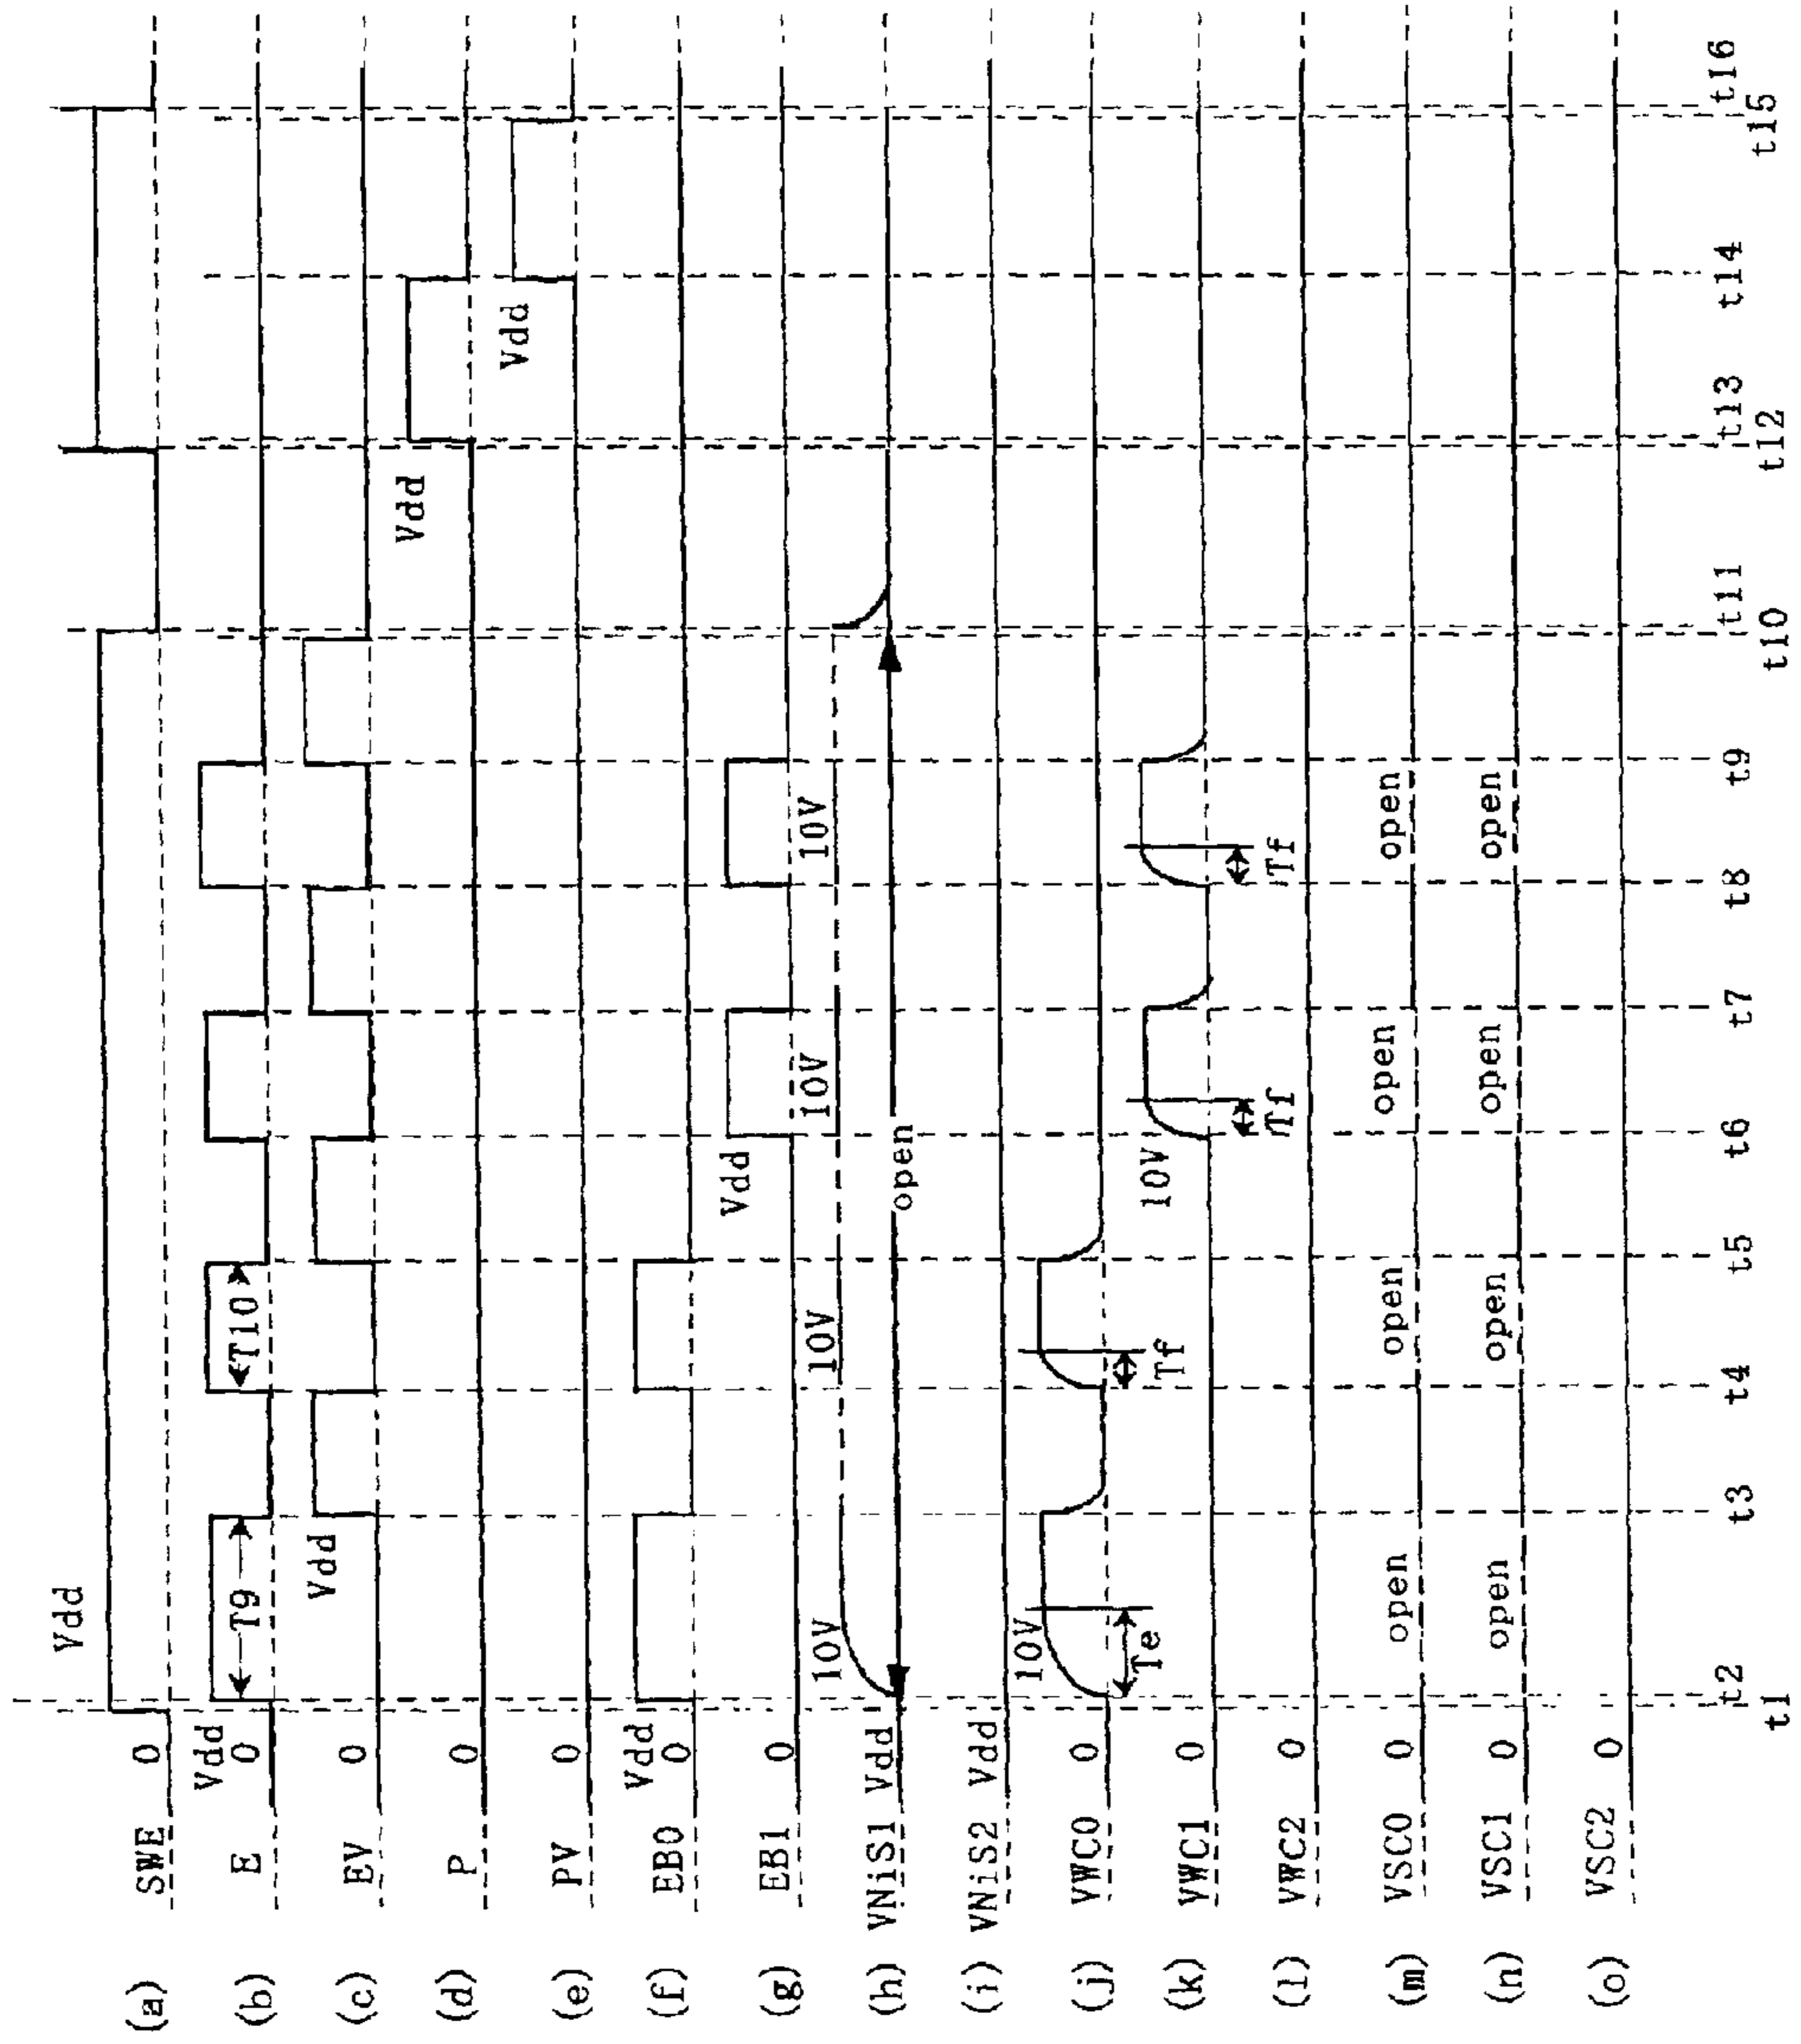 Vdd
(a) SWE 0
Vdd
(b) E 0 T9 T10
(c) EV 0 Vdd
(d) P 0 Vdd
(e) PV 0 Vdd
Vdd
(f) EB0 0
(g) EB1 0 Vdd
10V 10V 10V 10V
(h) VNiS1 Vdd open
(i) VNiS2 Vdd
10V
(j) VWC0 0 Te Tf
10V
(k) VWC1 0 Tf Tf
(l) VWC2 0
(m) VSC0 0 open open open open
(n) VSC1 0 open open open open
(o) VSC2 0
t2 t3 t4 t5 t6 t7 t8 t9 t11 t13 t14 t16
t1 t10 t12 t15